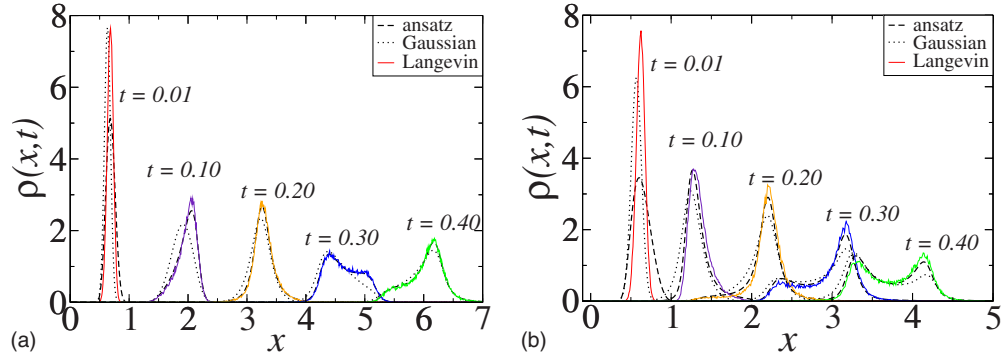 8
6
4
2
0
ρ(x,t)
ansatz
Gaussian
Langevin
t = 0.01
t = 0.10
t = 0.20
t = 0.30
t = 0.40
0 1 2 3 4 5 6 7
(a) x
8
6
4
2
0
ρ(x,t)
ansatz
Gaussian
Langevin
t = 0.01
t = 0.10
t = 0.20
t = 0.30
t = 0.40
0 1 2 3 4 5
(b) x